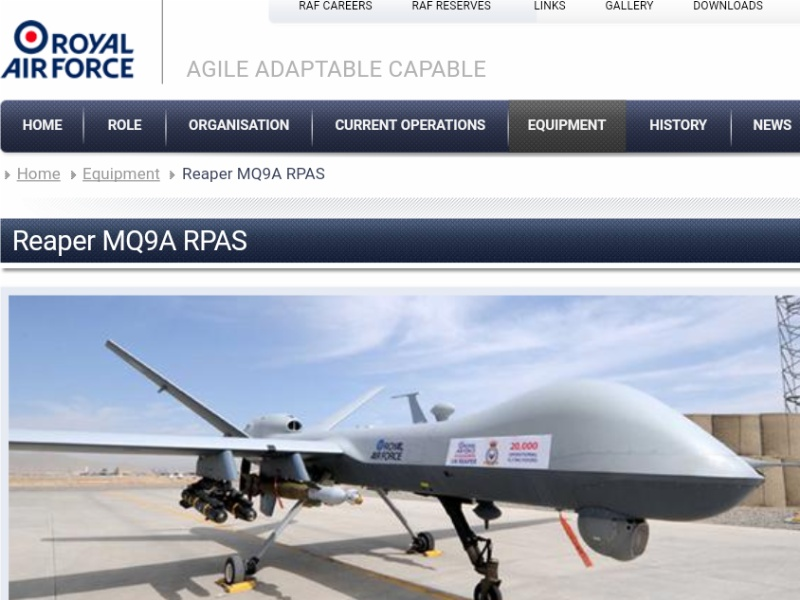 RAF CAREERS RAF RESERVES LINKS GALLERY DOWNLOADS
ROYAL
AIR FORCE
AGILE ADAPTABLE CAPABLE
HOME ROLE ORGANISATION CURRENT OPERATIONS EQUIPMENT HISTORY NEWS
Home Equipment Reaper MQ9A RPAS
Reaper MQ9A RPAS
ROYAL
AIR FORCE
20,000